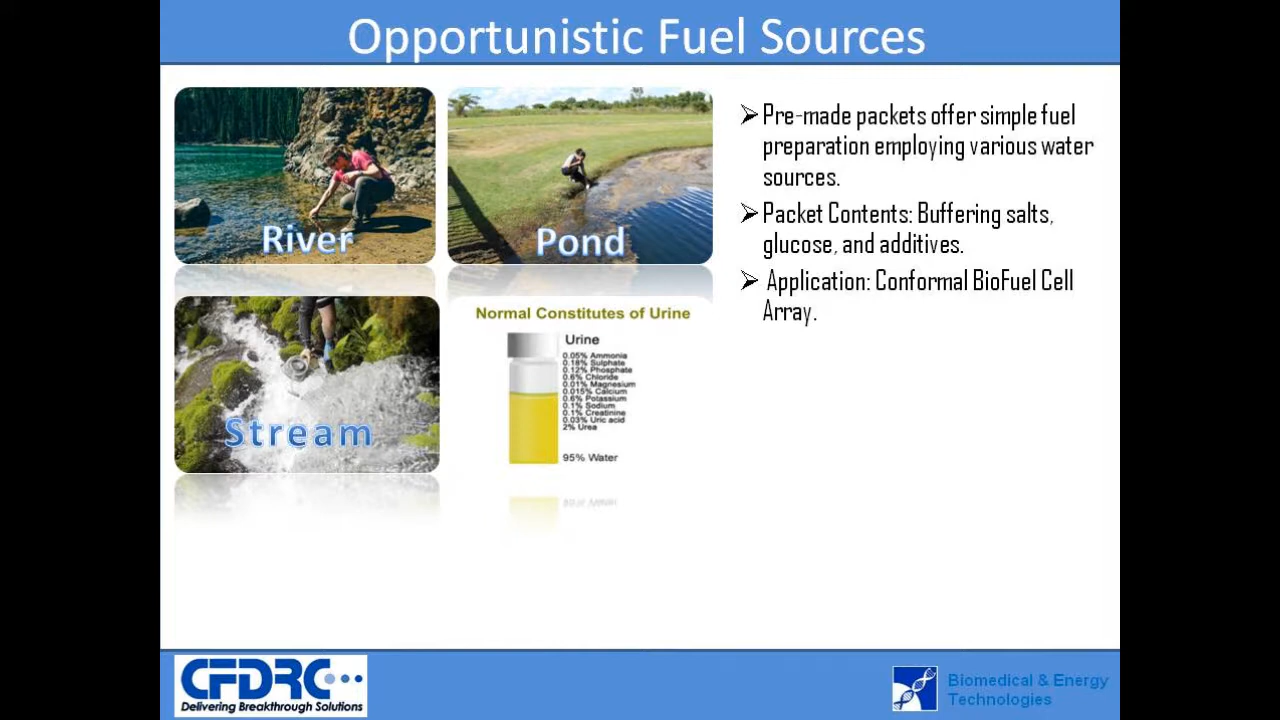 Opportunistic Fuel Sources
River
Pond
Stream
Normal Constitutes of Urine
Urine
0.05% Ammonia
0.18% Sulphate
0.12% Phosphate
0.6% Chloride
0.01% Magnesium
0.015% Calcium
0.6% Potassium
0.1% Sodium
0.1% Creatinine
0.03% Uric acid
2% Urea
95% Water
➢Pre-made packets offer simple fuel
preparation employing various water
sources.
➢Packet Contents: Buffering salts,
glucose, and additives.
➢ Application: Conformal BioFuel Cell
Array.
CFDRC
Delivering Breakthrough Solutions
Biomedical & Energy
Technologies